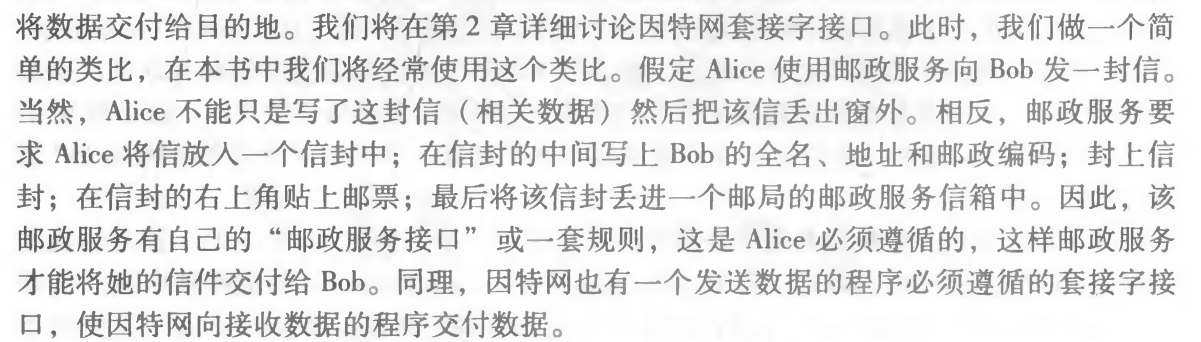 将数据交付给目的地。我们将在第 2 章详细讨论因特网套接字接口。此时，我们做一个简
单的类比，在本书中我们将经常使用这个类比。假定 Alice 使用邮政服务向 Bob 发一封信。
当然，Alice 不能只是写了这封信（相关数据）然后把该信丢出窗外。相反，邮政服务要
求 Alice 将信放入一个信封中；在信封的中间写上 Bob 的全名、地址和邮政编码；封上信
封；在信封的右上角贴上邮票；最后将该信封丢进一个邮局的邮政服务信箱中。因此，该
邮政服务有自己的“邮政服务接口”或一套规则，这是 Alice 必须遵循的，这样邮政服务
才能将她的信件交付给 Bob。同理，因特网也有一个发送数据的程序必须遵循的套接字接
口，使因特网向接收数据的程序交付数据。